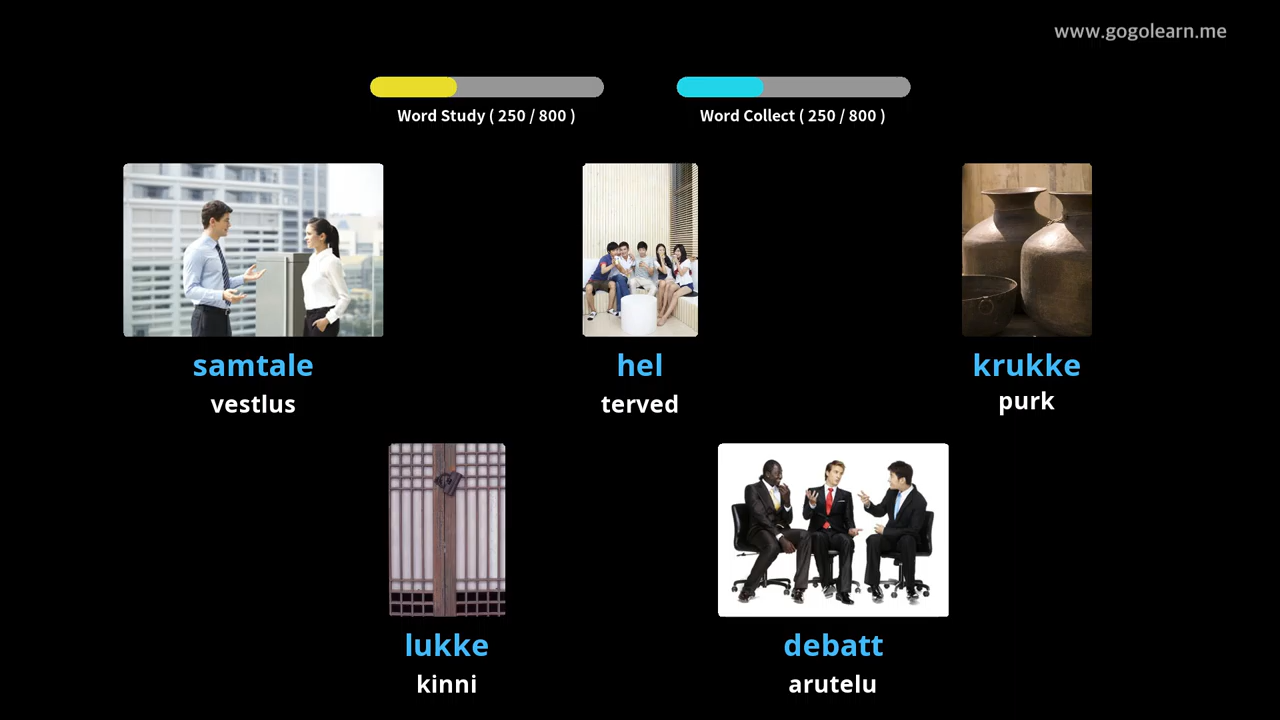 www.gogolearn.me
Word Study ( 250 / 800 )
Word Collect ( 250 / 800 )
samtale
vestlus
hel
terved
krukke
purk
lukke
kinni
debatt
arutelu